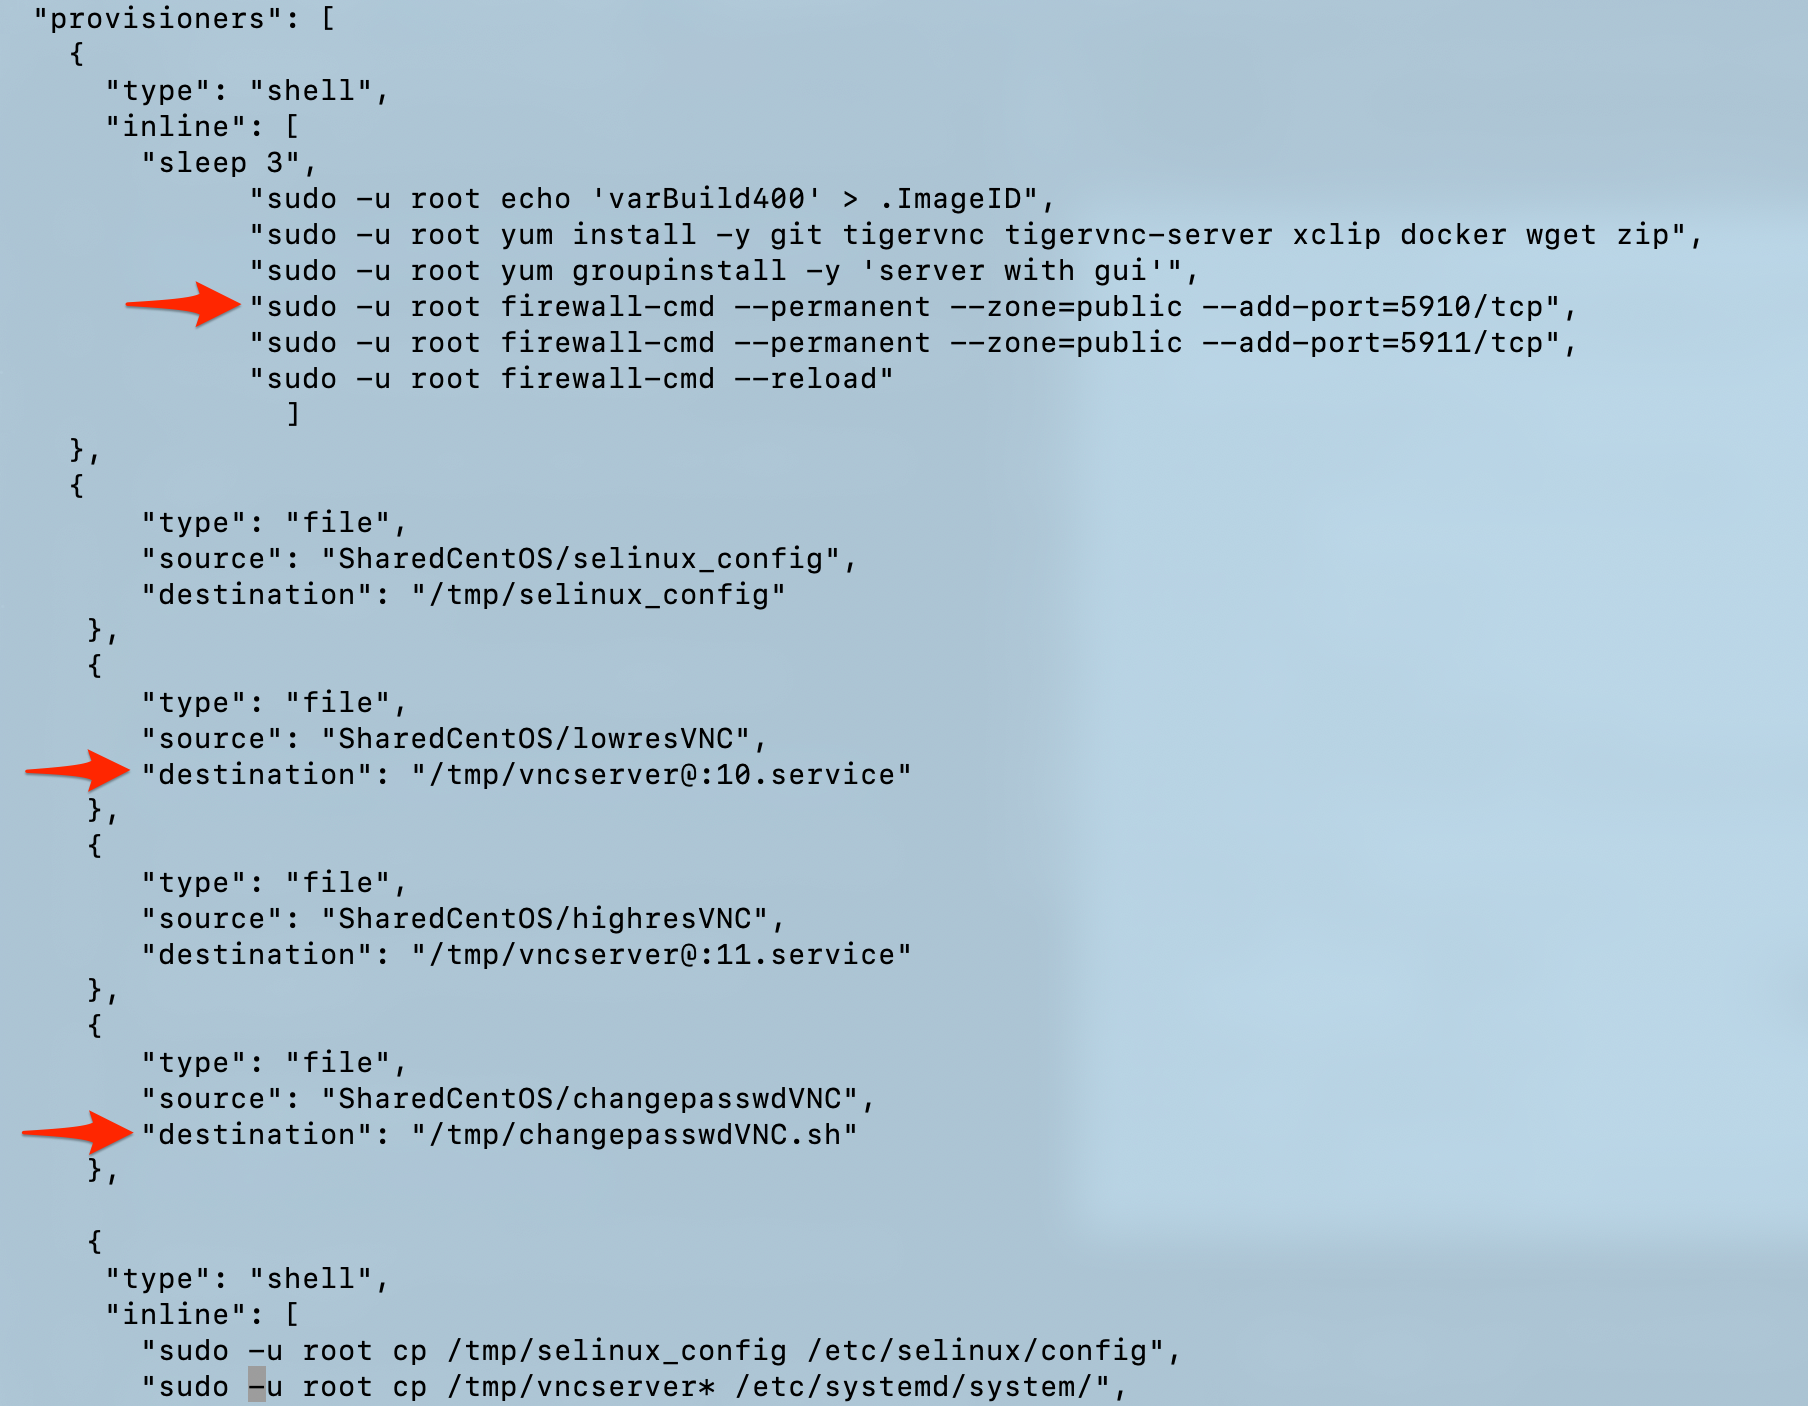 "provisioners": [
{
"type": "shell",
"inline": [
"sleep 3",
"sudo -u root echo 'varBuild400' > .ImageID",
"sudo -u root yum install -y git tigervnc tigervnc-server xclip docker wget zip",
"sudo -u root yum groupinstall -y 'server with gui'",
"sudo -u root firewall-cmd --permanent --zone=public --add-port=5910/tcp",
"sudo -u root firewall-cmd --permanent --zone=public --add-port=5911/tcp",
"sudo -u root firewall-cmd --reload"
]
},
{
"type": "file",
"source": "SharedCentOS/selinux_config",
"destination": "/tmp/selinux_config"
},
{
"type": "file",
"source": "SharedCentOS/lowresVNC",
"destination": "/tmp/vncserver@:10.service"
},
{
"type": "file",
"source": "SharedCentOS/highresVNC",
"destination": "/tmp/vncserver@:11.service"
},
{
"type": "file",
"source": "SharedCentOS/changepasswdVNC",
"destination": "/tmp/changepasswdVNC.sh"
},
{
"type": "shell",
"inline": [
"sudo -u root cp /tmp/selinux_config /etc/selinux/config",
"sudo -u root cp /tmp/vncserver* /etc/systemd/system/",